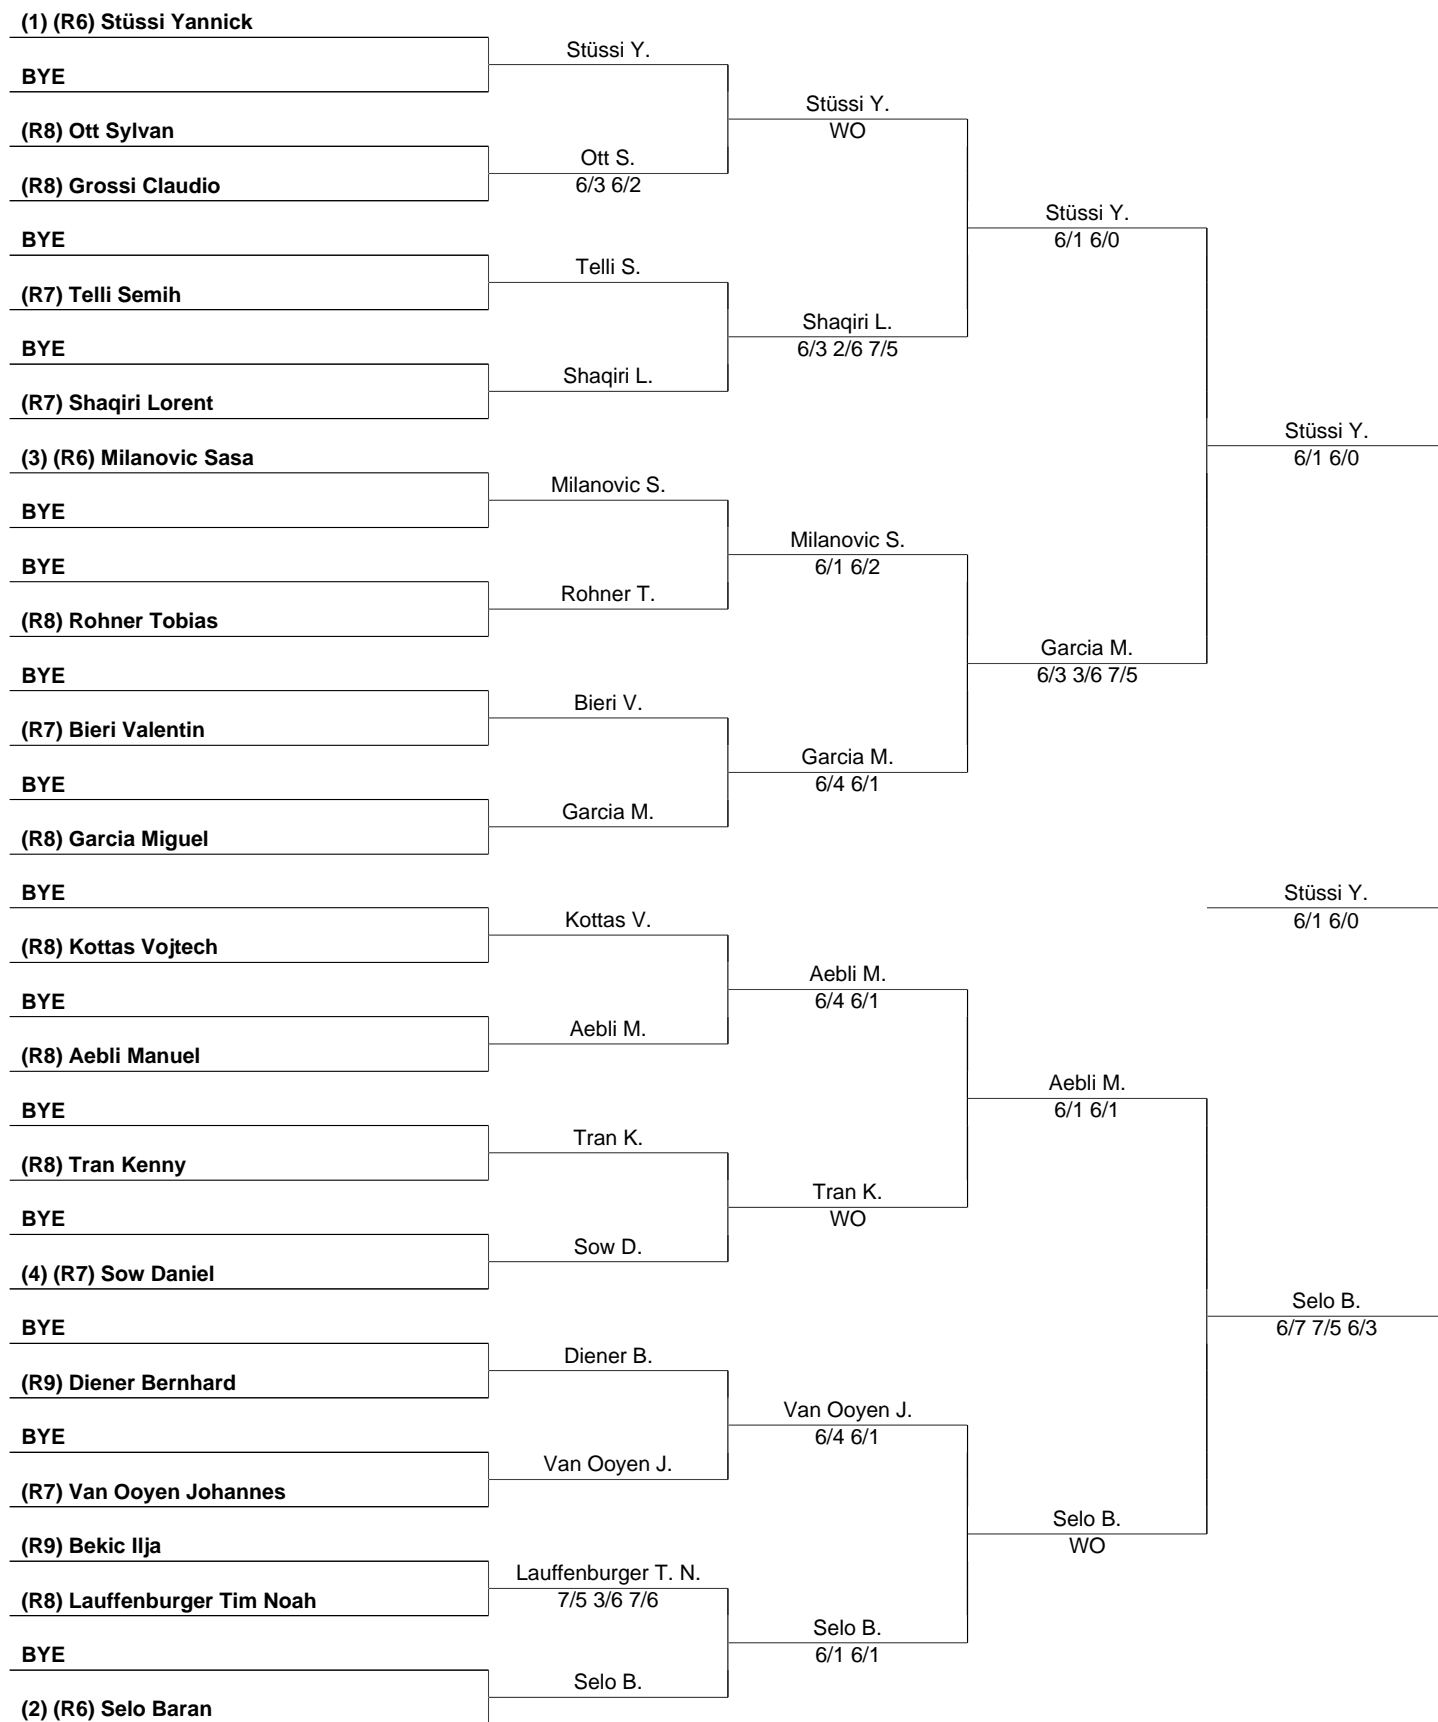 (1) (R6) Stüssi Yannick
BYE
(R8) Ott Sylvan
(R8) Grossi Claudio
BYE
(R7) Telli Semih
BYE
(R7) Shaqiri Lorent
(3) (R6) Milanovic Sasa
BYE
BYE
(R8) Rohner Tobias
BYE
(R7) Bieri Valentin
BYE
(R8) Garcia Miguel
BYE
(R8) Kottas Vojtech
BYE
(R8) Aebli Manuel
BYE
(R8) Tran Kenny
BYE
(4) (R7) Sow Daniel
BYE
(R9) Diener Bernhard
BYE
(R7) Van Ooyen Johannes
(R9) Bekic Ilja
(R8) Lauffenburger Tim Noah
BYE
(2) (R6) Selo Baran
Stüssi Y.
Ott S.
6/3 6/2
Telli S.
Shaqiri L.
Milanovic S.
Rohner T.
Bieri V.
Garcia M.
Kottas V.
Aebli M.
Tran K.
Sow D.
Diener B.
Van Ooyen J.
Lauffenburger T. N.
7/5 3/6 7/6
Selo B.
Stüssi Y.
WO
Shaqiri L.
6/3 2/6 7/5
Milanovic S.
6/1 6/2
Garcia M.
6/4 6/1
Aebli M.
6/4 6/1
Tran K.
WO
Van Ooyen J.
6/4 6/1
Selo B.
6/1 6/1
Stüssi Y.
6/1 6/0
Garcia M.
6/3 3/6 7/5
Aebli M.
6/1 6/1
Selo B.
WO
Stüssi Y.
6/1 6/0
Stüssi Y.
6/1 6/0
Selo B.
6/7 7/5 6/3